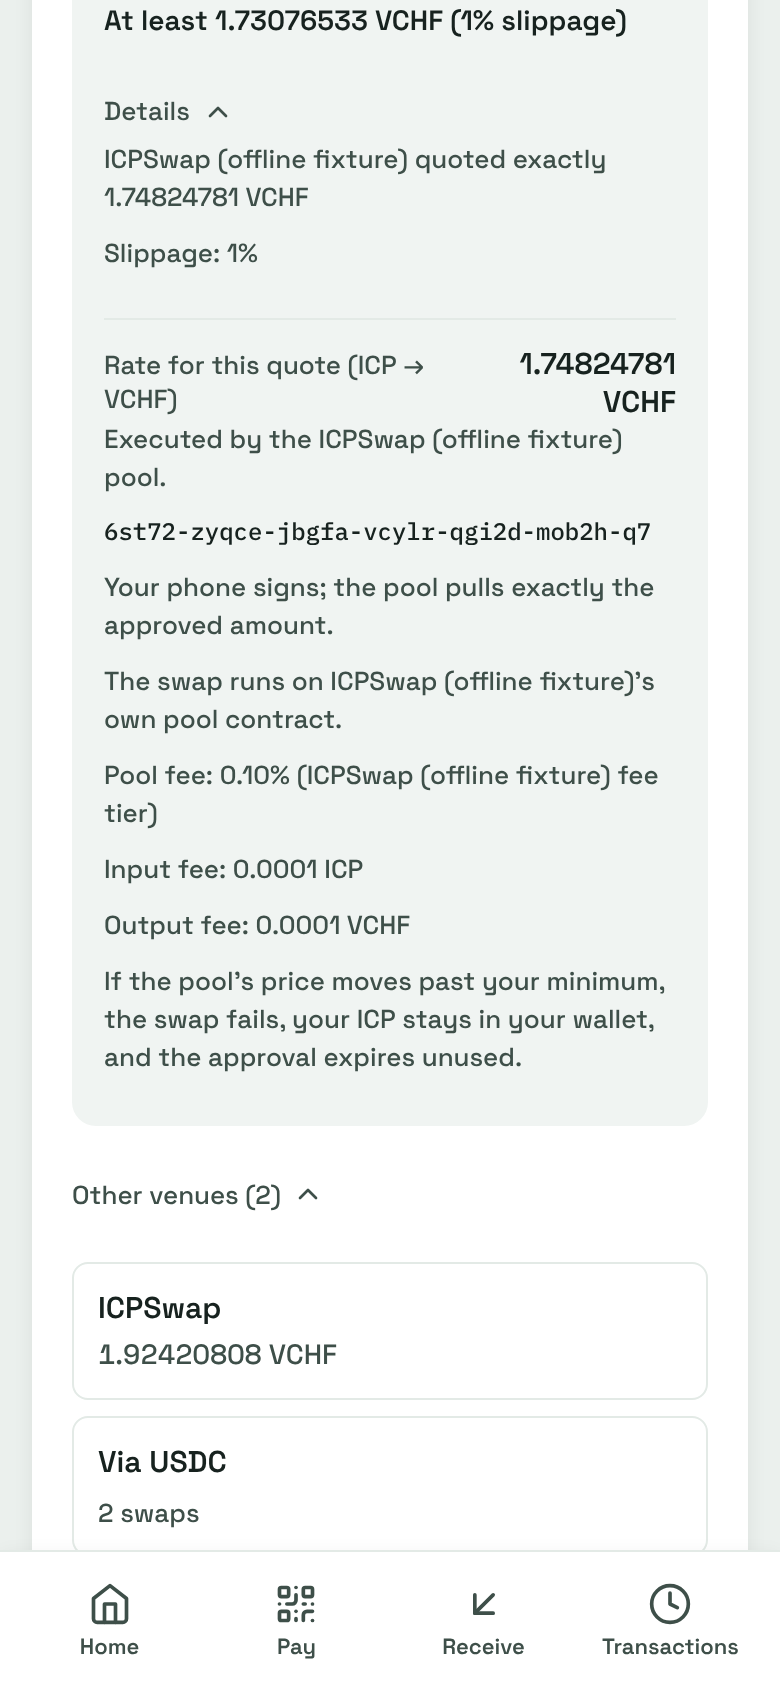 At least 1.73076533 VCHF (1% slippage)
Details
ICPSwap (offline fixture) quoted exactly
1.74824781 VCHF
Slippage: 1%
Rate for this quote (ICP →
VCHF)
1.74824781
VCHF
Executed by the ICPSwap (offline fixture)
pool.
6st72-zyqce-jbgfa-vcylr-qgi2d-mob2h-q7
Your phone signs; the pool pulls exactly the
approved amount.
The swap runs on ICPSwap (offline fixture)’s
own pool contract.
Pool fee: 0.10% (ICPSwap (offline fixture) fee
tier)
Input fee: 0.0001 ICP
Output fee: 0.0001 VCHF
If the pool’s price moves past your minimum,
the swap fails, your ICP stays in your wallet,
and the approval expires unused.
Other venues (2)
ICPSwap
1.92420808 VCHF
Via USDC
2 swaps
Home
Pay
Receive
Transactions